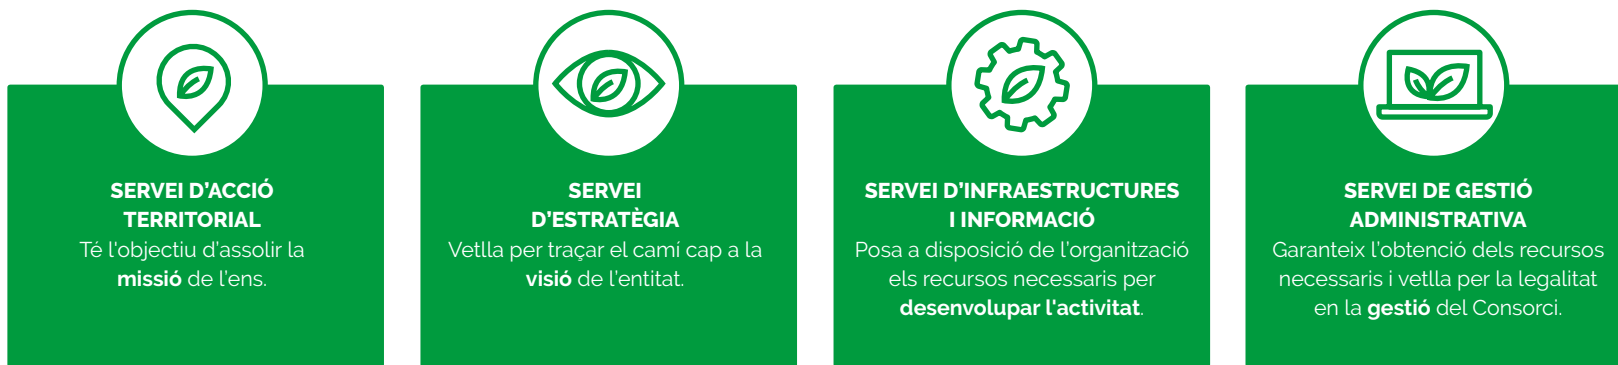 SERVEI D’ACCIÓ
TERRITORIAL
Té l'objectiu d’assolir la
missió de l’ens.
SERVEI
D’ESTRATÈGIA
Vetlla per traçar el camí cap a la
visió de l’entitat.
SERVEI D’INFRAESTRUCTURES
I INFORMACIÓ
Posa a disposició de l’organització
els recursos necessaris per
desenvolupar l'activitat.
SERVEI DE GESTIÓ
ADMINISTRATIVA
Garanteix l’obtenció dels recursos
necessaris i vetlla per la legalitat
en la gestió del Consorci.